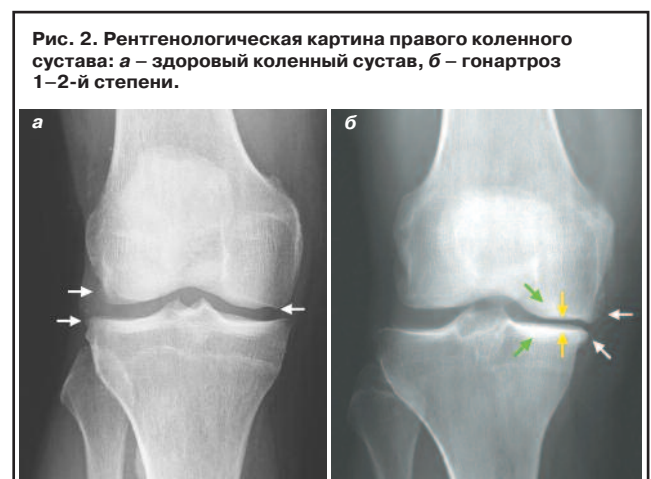 Рис. 2. Рентгенологическая картина правого коленного
сустава: а – здоровый коленный сустав, б – гонартроз
1–2-й степени.
а
б